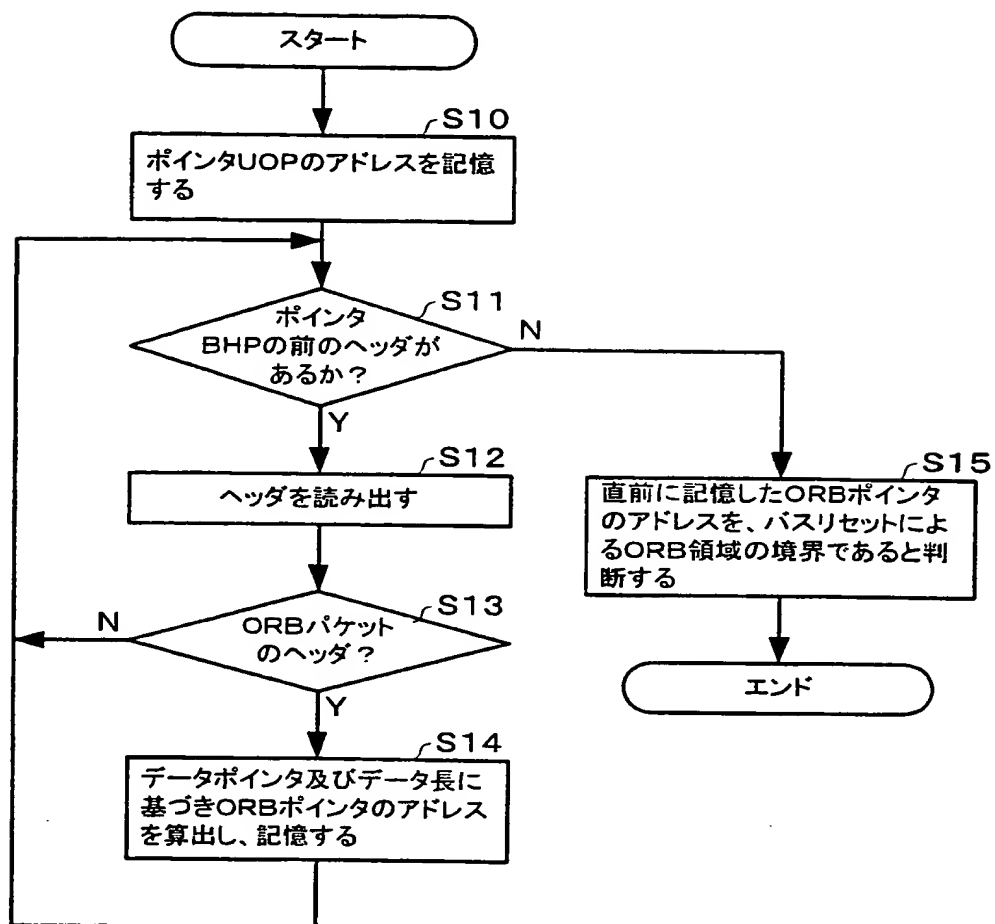 スタート
S10
ポインタUOPのアドレスを記憶
する
S11
ポインタ
BHPの前のヘッダが
あるか？
N
Y
S12
ヘッダを読み出す
S15
直前に記憶したORBポインタ
のアドレスを、バスリセットによ
るORB領域の境界であると判
断する
S13
ORBパケット
のヘッダ？
N
Y
エンド
S14
データポインタ及びデータ長に
基づきORBポインタのアドレス
を算出し、記憶する